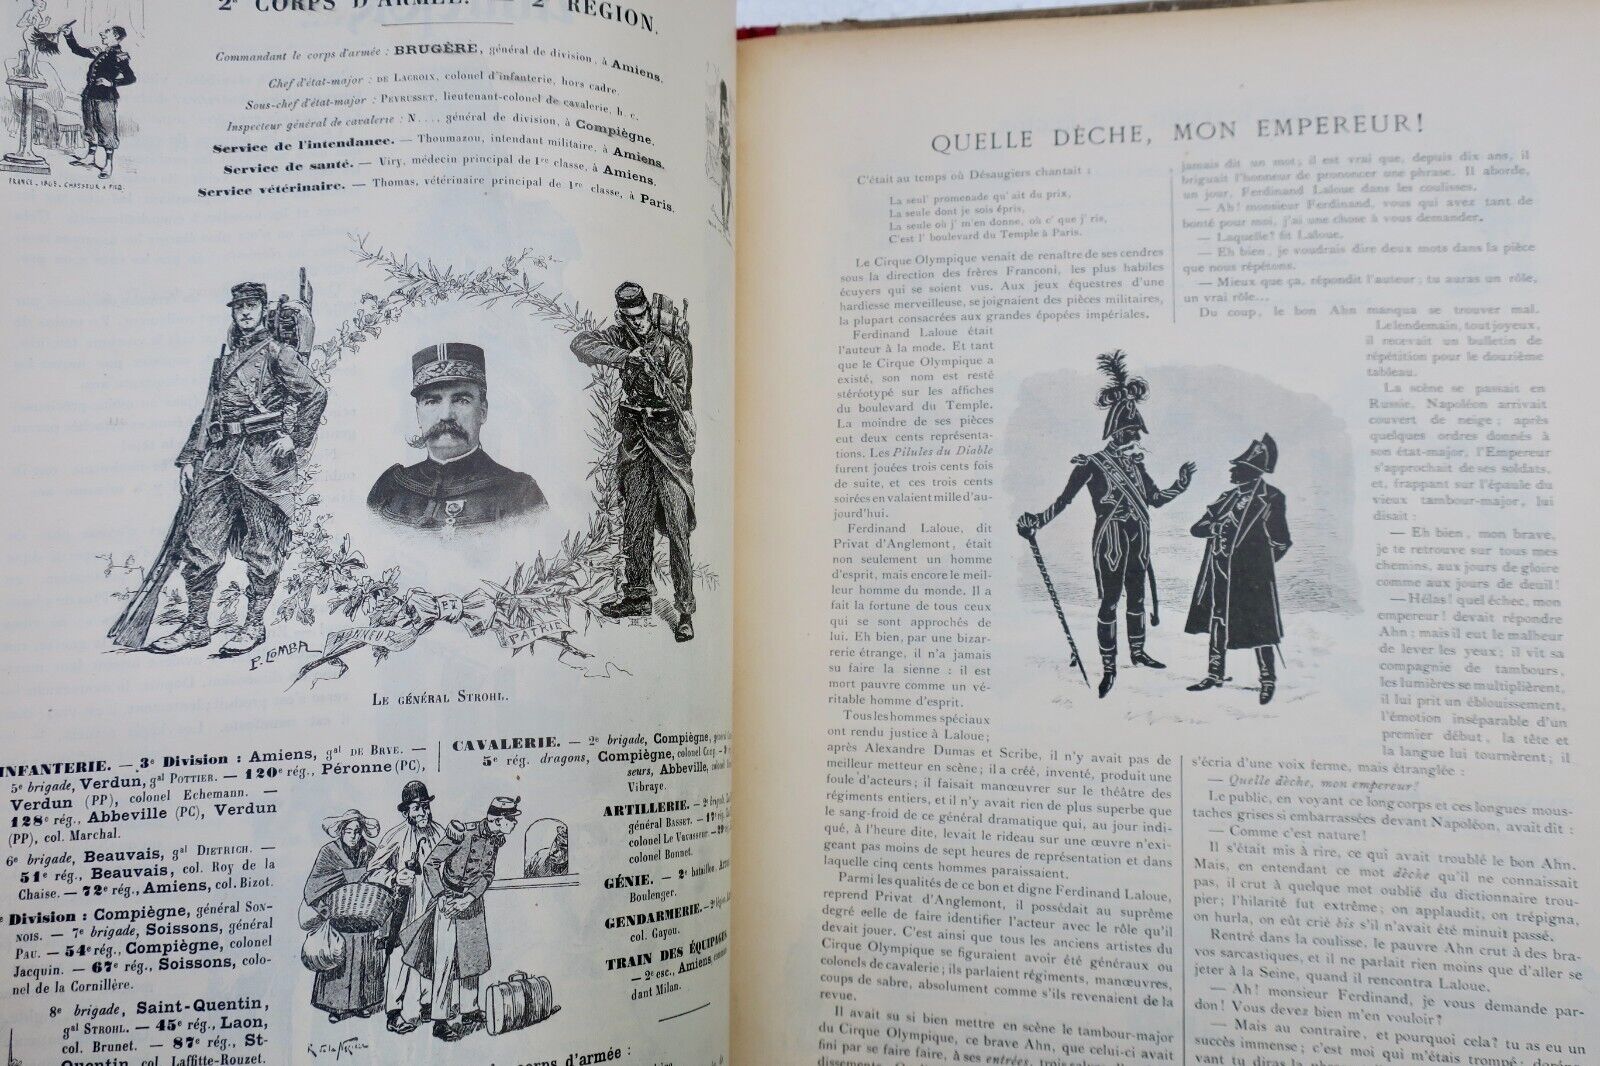 2e CORPS D'ARMÉE. — 2e RÉGION.
Commandant le corps d'armée : BRUGÈRE, général de division, à Amiens.
Chef d'état-major : DE LACROIX, colonel d'infanterie, hors cadre.
Sous-chef d'état-major : PEYRUSSET, lieutenant-colonel de cavalerie, h. c.
Inspecteur général de cavalerie : N...., général de division, à Compiègne.
Service de l'intendance. — Thoumazou, intendant militaire, à Amiens.
Service de santé. — Viry, médecin principal de 1re classe, à Amiens.
Service vétérinaire. — Thomas, vétérinaire principal de 1re classe, à Paris.
HONNEUR
ET
PATRIE
P. COMBA
LE GÉNÉRAL STROHL.
INFANTERIE. — 3e Division : Amiens, gal DE BRYE. —
5e brigade, Verdun, gal POTTIER. — 120e rég., Péronne (PC),
Verdun (PP), colonel Echemann. —
128e rég., Abbeville (PC), Verdun
(PP), col. Marchal.
6e brigade, Beauvais, gal DIETRICH. —
51e rég., Beauvais, col. Roy de la
Chaise. — 72e rég., Amiens, col. Bizot.
Division : Compiègne, général SON-
NOIS. — 7e brigade, Soissons, général
PAU. — 54e rég., Compiègne, colonel
Jacquin. — 67e rég., Soissons, colo-
nel de la Cornillère.
8e brigade, Saint-Quentin,
gal STROHL. — 45e rég., Laon,
col. Brunet. — 87e rég., St-
Quentin, col. Laffitte-Rouzet.
CAVALERIE. — 2e brigade, Compiègne,
5e rég. dragons, Compiègne, colonel
seurs, Abbeville, colonel
Vibraye.
ARTILLERIE. — 2e
général BASSET. — 17e
colonel LE VAVASSEUR. — 29e
colonel Bonnet.
GÉNIE. — 2e bataillon,
Boulenger.
GENDARMERIE. — 2e
col. Gayou.
TRAIN DES ÉQUIPAGES
— 2e esc., Amiens,
dant Milan.
corps d'armée :
QUELLE DÈCHE, MON EMPEREUR!
C'était au temps où Désaugiers chantait :
La seul' promenade qu' ait du prix,
La seule dont je sois épris,
La seule où j' m'en donne, où c' que j' ris,
C'est l' boulevard du Temple à Paris.
Le Cirque Olympique venait de renaître de ses cendres
sous la direction des frères Franconi, les plus habiles
écuyers qui se soient vus. Aux jeux équestres d'une
hardiesse merveilleuse, se joignaient des pièces militaires,
la plupart consacrées aux grandes épopées impériales.
Ferdinand Laloue était
l'auteur à la mode. Et tant
que le Cirque Olympique a
existé, son nom est resté
stéréotypé sur les affiches
du boulevard du Temple.
La moindre de ses pièces
eut deux cents représenta-
tions. Les Pilules du Diable
furent jouées trois cents fois
de suite, et ces trois cents
soirées en valaient mille d'au-
jourd'hui.
Ferdinand Laloue, dit
Privat d'Anglemont, était
non seulement un homme
d'esprit, mais encore le meil-
leur homme du monde. Il a
fait la fortune de tous ceux
qui se sont approchés de
lui. Eh bien, par une bizar-
rerie étrange, il n'a jamais
su faire la sienne : il est
mort pauvre comme un vé-
ritable homme d'esprit.
Tous les hommes spéciaux
ont rendu justice à Laloue;
après Alexandre Dumas et Scribe, il n'y avait pas de
meilleur metteur en scène; il a créé, inventé, produit une
foule d'acteurs; il faisait manœuvrer sur le théâtre des
régiments entiers, et il n'y avait rien de plus superbe que
le sang-froid de ce général dramatique qui, au jour indi-
qué, à l'heure dite, levait le rideau sur une œuvre n'exi-
geant pas moins de sept heures de représentation et dans
laquelle cinq cents hommes paraissaient.
Parmi les qualités de ce bon et digne Ferdinand Laloue,
reprend Privat d'Anglemont, il possédait au suprême
degré celle de faire identifier l'acteur avec le rôle qu'il
devait jouer. C'est ainsi que tous les anciens artistes du
Cirque Olympique se figuraient avoir été généraux ou
colonels de cavalerie; ils parlaient régiments, manœuvres,
coups de sabre, absolument comme s'ils revenaient de la
revue.
Il avait su si bien mettre en scène le tambour-major
du Cirque Olympique, ce brave Ahn, que celui-ci avait
fini par se faire faire, à ses entrées, trois salves d'applau-
dissements.
jamais dit un mot; il est vrai que, depuis dix ans, il
briguait l'honneur de prononcer une phrase. Il aborde,
un jour, Ferdinand Laloue dans les coulisses.
— Ah! monsieur Ferdinand, vous qui avez tant de
bonté pour moi, j'ai une chose à vous demander.
— Laquelle? fit Laloue.
— Eh bien, je voudrais dire deux mots dans la pièce
que nous répétons.
— Mieux que ça, répondit l'auteur; tu auras un rôle,
un vrai rôle...
Du coup, le bon Ahn manqua se trouver mal.
Le lendemain, tout joyeux,
il recevait un bulletin de
répétition pour le douzième
tableau.
La scène se passait en
Russie, Napoléon arrivait
couvert de neige; après
quelques ordres donnés à
son état-major, l'Empereur
s'approchait de ses soldats,
et, frappant sur l'épaule du
vieux tambour-major, lui
disait :
— Eh bien, mon brave,
je te retrouve sur tous mes
chemins, aux jours de gloire
comme aux jours de deuil!
— Hélas! quel échec, mon
empereur! devait répondre
Ahn; mais il eut le malheur
de lever les yeux; il vit sa
compagnie de tambours,
les lumières se multiplièrent,
il lui prit un éblouissement,
l'émotion inséparable d'un
premier début, la tête et
la langue lui tournèrent; il
s'écria d'une voix ferme, mais étranglée :
— Quelle dèche, mon empereur!
Le public, en voyant ce long corps et ces longues mous-
taches grises si embarrassées devant Napoléon, avait dit :
— Comme c'est nature!
Il s'était mis à rire, ce qui avait troublé le bon Ahn.
Mais, en entendant ce mot dèche qu'il ne connaissait
pas, il crut à quelque mot oublié du dictionnaire trou-
pier; l'hilarité fut extrême; on applaudit, on trépigna,
on hurla, on eût crié bis s'il n'avait été minuit passé.
Rentré dans la coulisse, le pauvre Ahn crut à des bra-
vos sarcastiques, et il ne parlait rien moins que d'aller se
jeter à la Seine, quand il rencontra Laloue.
— Ah! monsieur Ferdinand, je vous demande par-
don! Vous devez bien m'en vouloir?
— Mais au contraire, et pourquoi cela? tu as eu un
succès immense; c'est moi qui m'étais trompé;
vant tu diras la